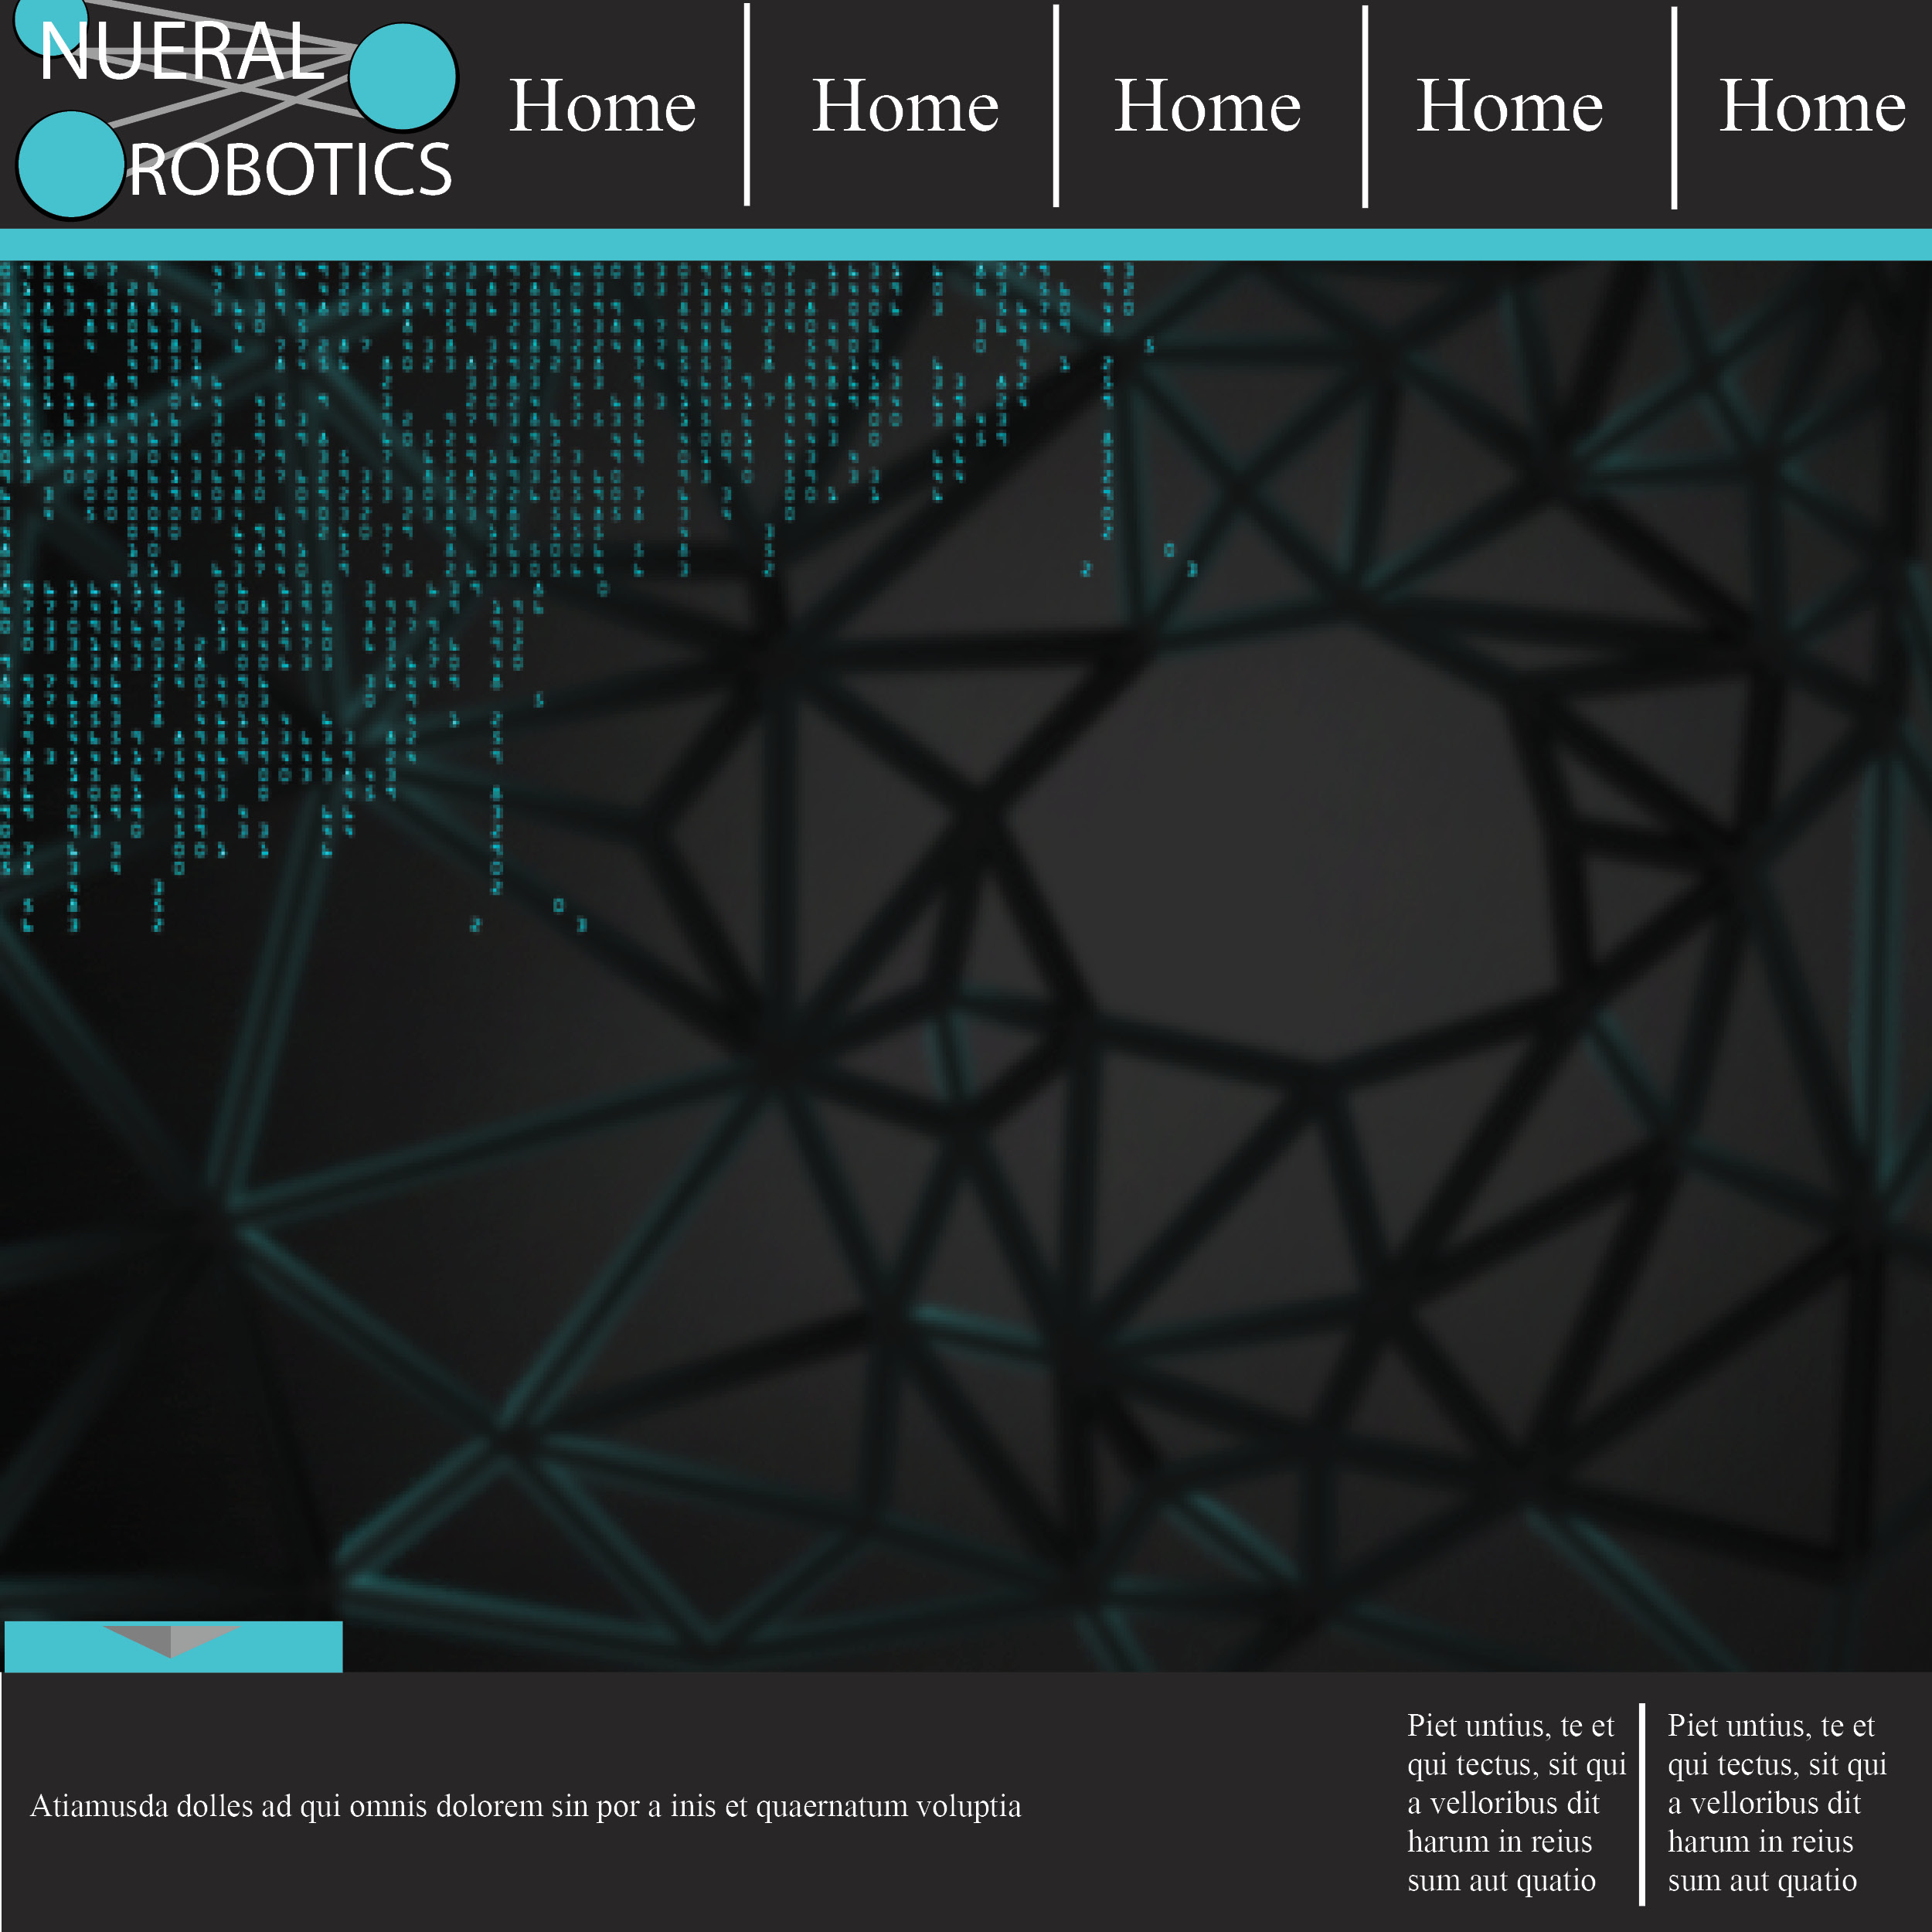 NUERAL
ROBOTICS
Home
Home
Home
Home
Home
Atiamusda dolles ad qui omnis dolorem sin por a inis et quaernatum voluptia
Piet untius, te et
qui tectus, sit qui
a velloribus dit
harum in reius
sum aut quatio
Piet untius, te et
qui tectus, sit qui
a velloribus dit
harum in reius
sum aut quatio